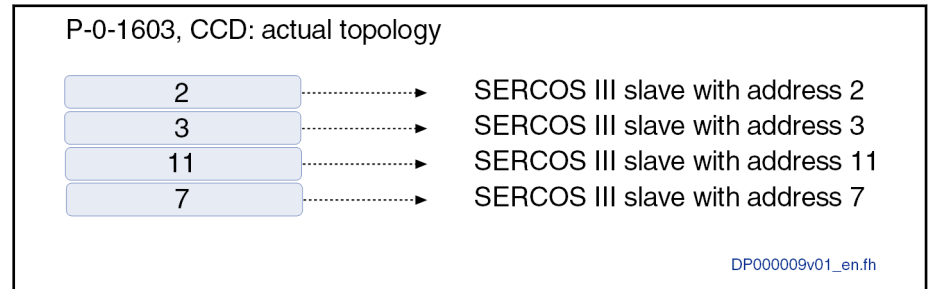 P-0-1603, CCD: actual topology
2 SERCOS III slave with address 2
3 SERCOS III slave with address 3
11 SERCOS III slave with address 11
7 SERCOS III slave with address 7
DP000009v01_en.fh